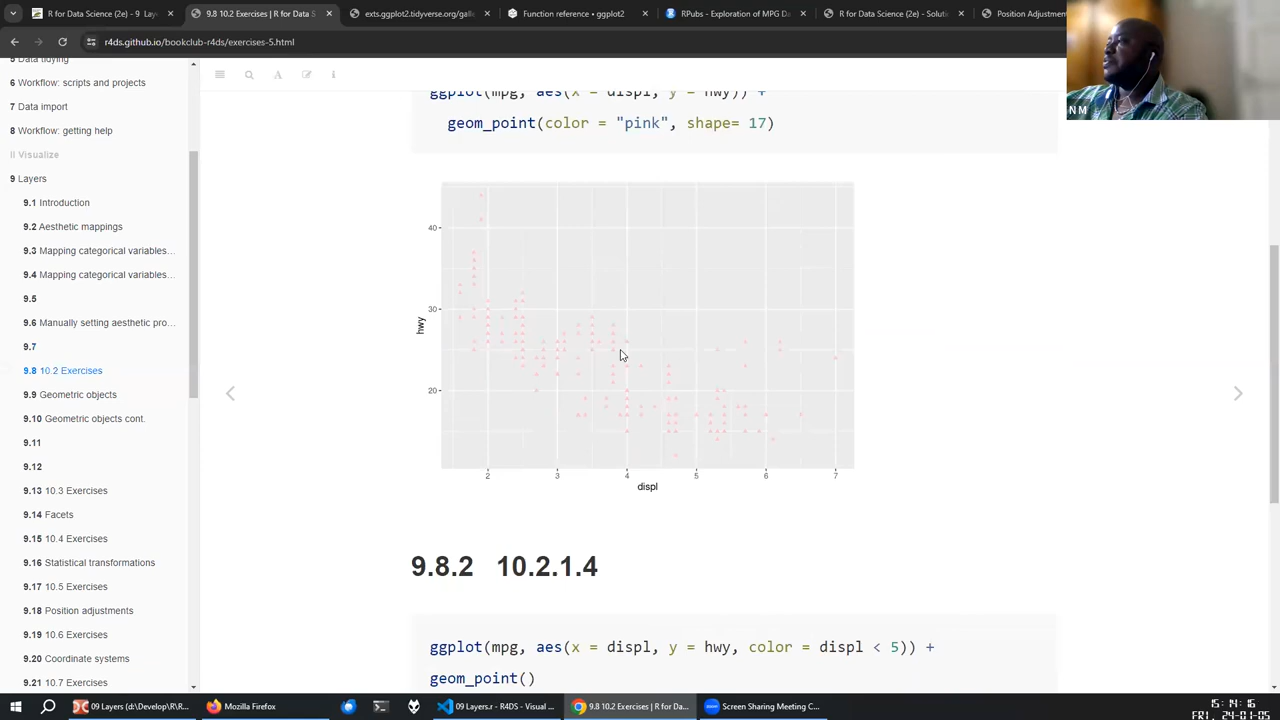 R for Data Science (2e) - 9 Lay
9.8 10.2 Exercises | R for Data S
exts.ggplot2.tidyverse.org/gall
Function reference • ggplot2
RPubs - Exploration of MPG Da
R for Data Science (2e) - Soluti
Position Adjustmen
r4ds.github.io/bookclub-r4ds/exercises-5.html
5 Data tidying
6 Workflow: scripts and projects
7 Data import
8 Workflow: getting help
II Visualize
9 Layers
9.1 Introduction
9.2 Aesthetic mappings
9.3 Mapping categorical variables…
9.4 Mapping categorical variables…
9.5
9.6 Manually setting aesthetic pro…
9.7
9.8 10.2 Exercises
9.9 Geometric objects
9.10 Geometric objects cont.
9.11
9.12
9.13 10.3 Exercises
9.14 Facets
9.15 10.4 Exercises
9.16 Statistical transformations
9.17 10.5 Exercises
9.18 Position adjustments
9.19 10.6 Exercises
9.20 Coordinate systems
9.21 10.7 Exercises
ggplot(mpg, aes(x = displ, y = hwy)) +
geom_point(color = "pink", shape= 17)
40
30
20
hwy
2 3 4 5 6 7
displ
9.8.2 10.2.1.4
ggplot(mpg, aes(x = displ, y = hwy, color = displ < 5)) +
geom_point()
NM
09 Layers (d:\Develop\R\R...
Mozilla Firefox
09 Layers.r - R4DS - Visual ...
9.8 10.2 Exercises | R for Da...
Screen Sharing Meeting C...
15:14:16
FRI, 24-01-05